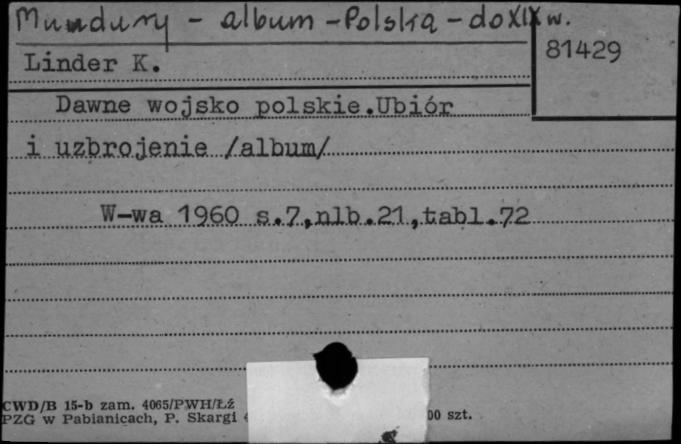 Mundury - album - Polska - do XIX w.
81429
Linder K.
Dawne wojsko polskie.Ubiór
i uzbrojenie /album/
W-wa 1960 s.7,nlb.21,tabl.72
CWD/B 15-b zam. 4065/PWH/Łź
PZG w Pabianicach, P. Skargi 00 szt.